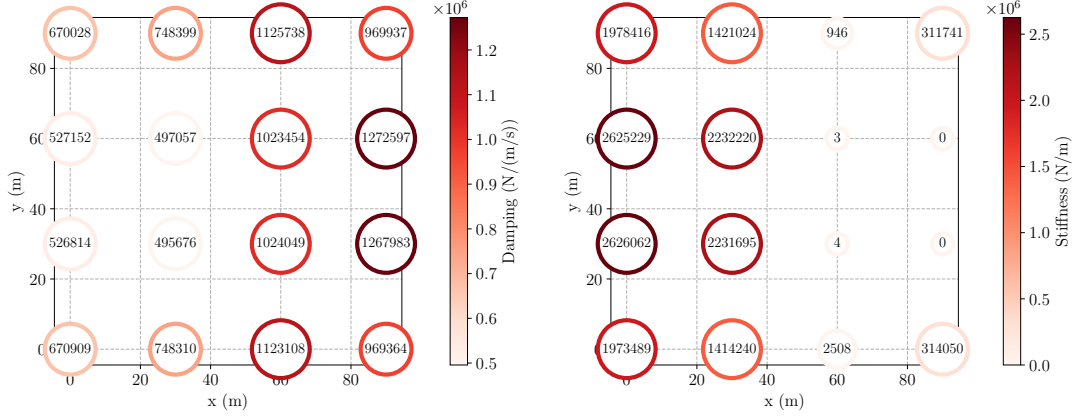 ×10⁶
670028 748399 1125738 969937
80
1.2
1.1
60
527152 497057 1023454 1272597
1.0
y (m)
0.9
Damping (N/(m/s))
40
0.8
526814 495676 1024049 1267983
0.7
20
0.6
0
670909 748310 1123108 969364
0.5
0 20 40 60 80
x (m)
×10⁶
1978416 1421024 946 311741
2.5
80
2.0
60
2625229 2232220 3 0
1.5
y (m)
Stiffness (N/m)
40
1.0
2626062 2231695 4 0
20
0.5
0
1973489 1414240 2508 314050
0.0
0 20 40 60 80
x (m)